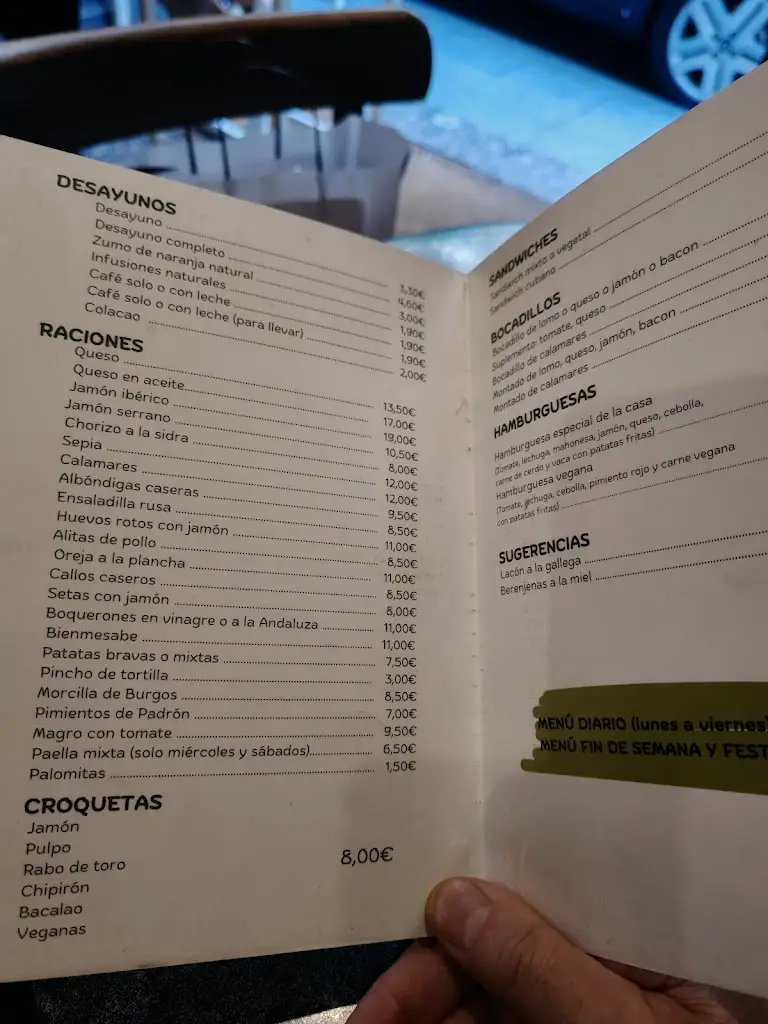 DESAYUNOS
Desayuno 3,30€
Desayuno completo 4,60€
Zumo de naranja natural 3,00€
Infusiones naturales 1,90€
Café solo o con leche 1,90€
Café solo o con leche (para llevar) 1,90€
Colacao 2,00€
RACIONES
Queso 13,50€
Queso en aceite 17,00€
Jamón ibérico 19,00€
Jamón serrano 10,50€
Chorizo a la sidra 8,00€
Sepia 12,00€
Calamares 12,00€
Albóndigas caseras 9,50€
Ensaladilla rusa 8,50€
Huevos rotos con jamón 11,00€
Alitas de pollo 8,50€
Oreja a la plancha 11,00€
Callos caseros 8,50€
Setas con jamón 8,00€
Boquerones en vinagre o a la Andaluza 11,00€
Bienmesabe 11,00€
Patatas bravas o mixtas 7,50€
Pincho de tortilla 3,00€
Morcilla de Burgos 8,50€
Pimientos de Padrón 7,00€
Magro con tomate 9,50€
Paella mixta (solo miércoles y sábados) 6,50€
Palomitas 1,50€
CROQUETAS
Jamón
Pulpo
Rabo de toro 8,00€
Chipirón
Bacalao
Veganas
SANDWICHES
Sandwich mixto o vegetal
Sandwich cubano
BOCADILLOS
Bocadillo de lomo o queso o jamón o bacon
Suplemento: tomate, queso
Bocadillo de calamares
Montado de lomo, queso, jamón, bacon
Montado de calamares
HAMBURGUESAS
Hamburguesa especial de la casa
(Tomate, lechuga, mahonesa, jamón, queso, cebolla,
carne de cerdo y vaca con patatas fritas)
Hamburguesa vegana
(Tomate, lechuga, cebolla, pimiento rojo y carne vegana
con patatas fritas)
SUGERENCIAS
Lacón a la gallega
Berenjenas a la miel
MENÚ DIARIO (lunes a viernes)
MENÚ FIN DE SEMANA Y FEST